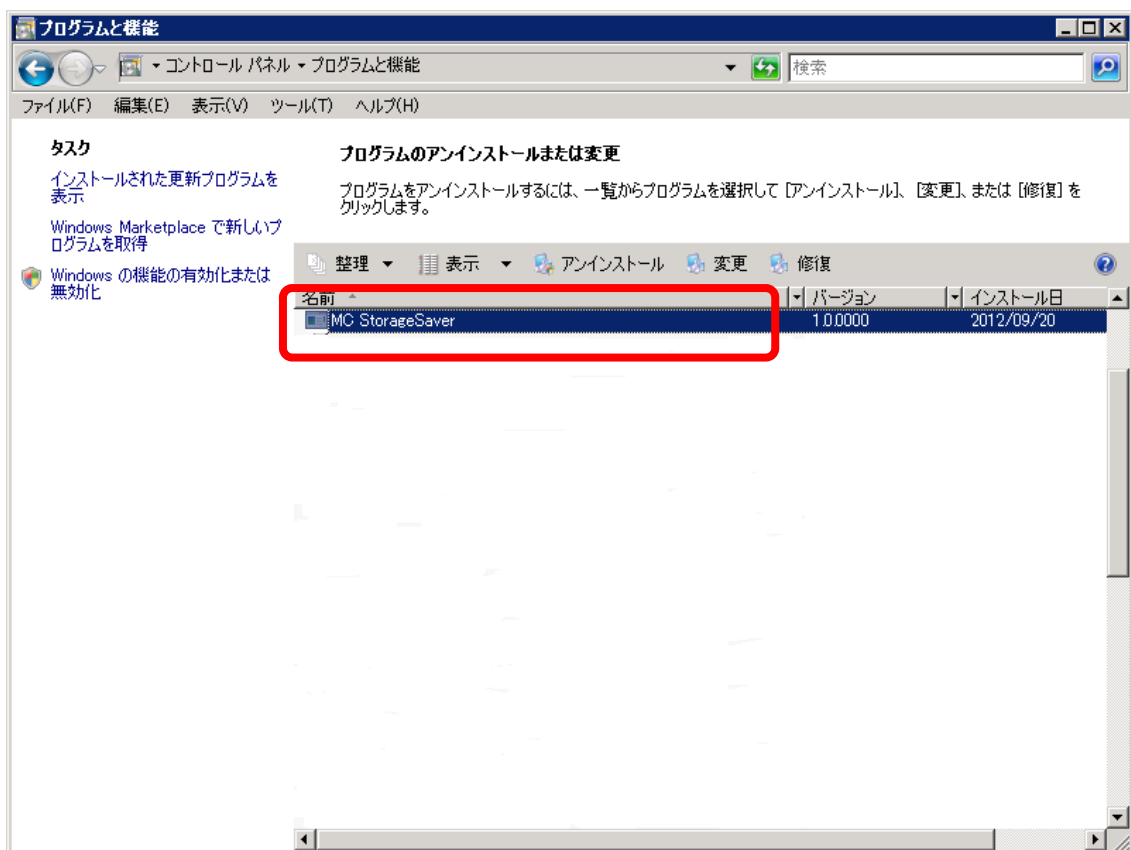 プログラムと機能
コントロール パネル プログラムと機能
検索
ファイル(F) 編集(E) 表示(V) ツール(T) ヘルプ(H)
タスク
インストールされた更新プログラムを
表示
Windows Marketplace で新しいプ
ログラムを取得
Windows の機能の有効化または
無効化
プログラムのアンインストールまたは変更
プログラムをアンインストールするには、一覧からプログラムを選択して [アンインストール]、[変更]、または [修復] を
クリックします。
整理 表示 アンインストール 変更 修復
名前 バージョン インストール日
MC StorageSaver 1.0.0000 2012/09/20